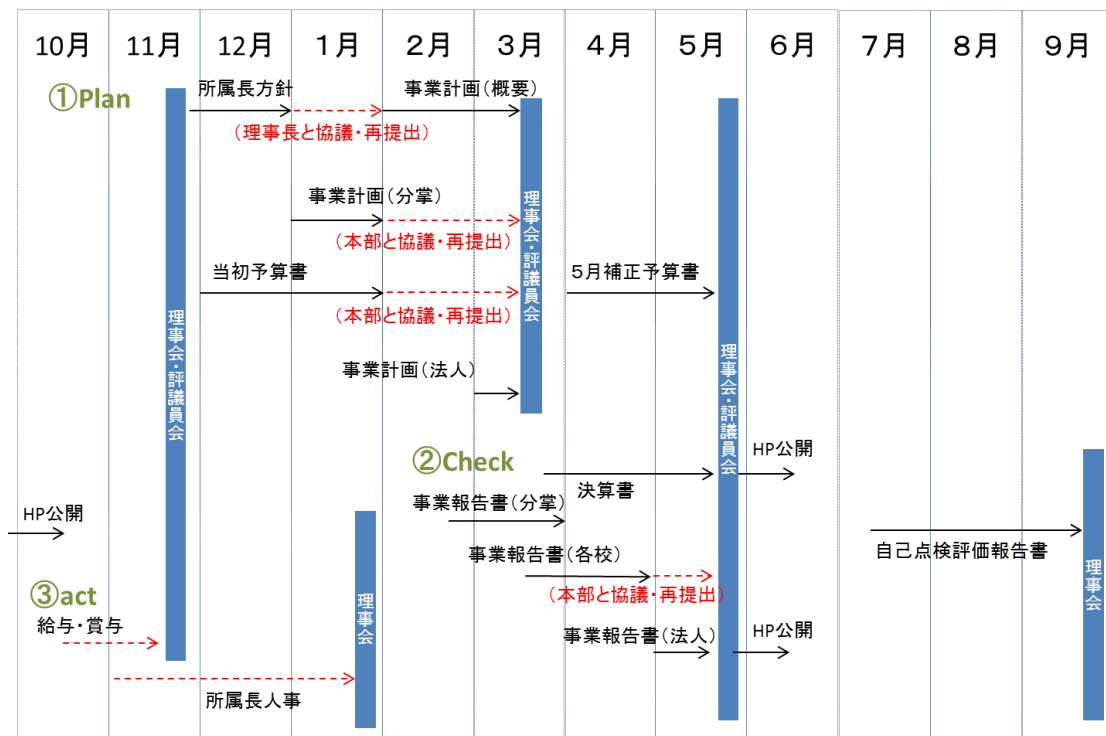 10月 11月 12月 1月 2月 3月 4月 5月 6月 7月 8月 9月
①Plan
所属長方針
事業計画(概要)
(理事長と協議・再提出)
事業計画(分掌)
(本部と協議・再提出)
当初予算書
5月補正予算書
(本部と協議・再提出)
事業計画(法人)
理事会・評議員会
理事会・評議員会
理事会・評議員会
②Check
HP公開
決算書
事業報告書(分掌)
HP公開
事業報告書(各校)
自己点検評価報告書
(本部と協議・再提出)
③act
給与・賞与
理事会
理事会
事業報告書(法人)
HP公開
所属長人事